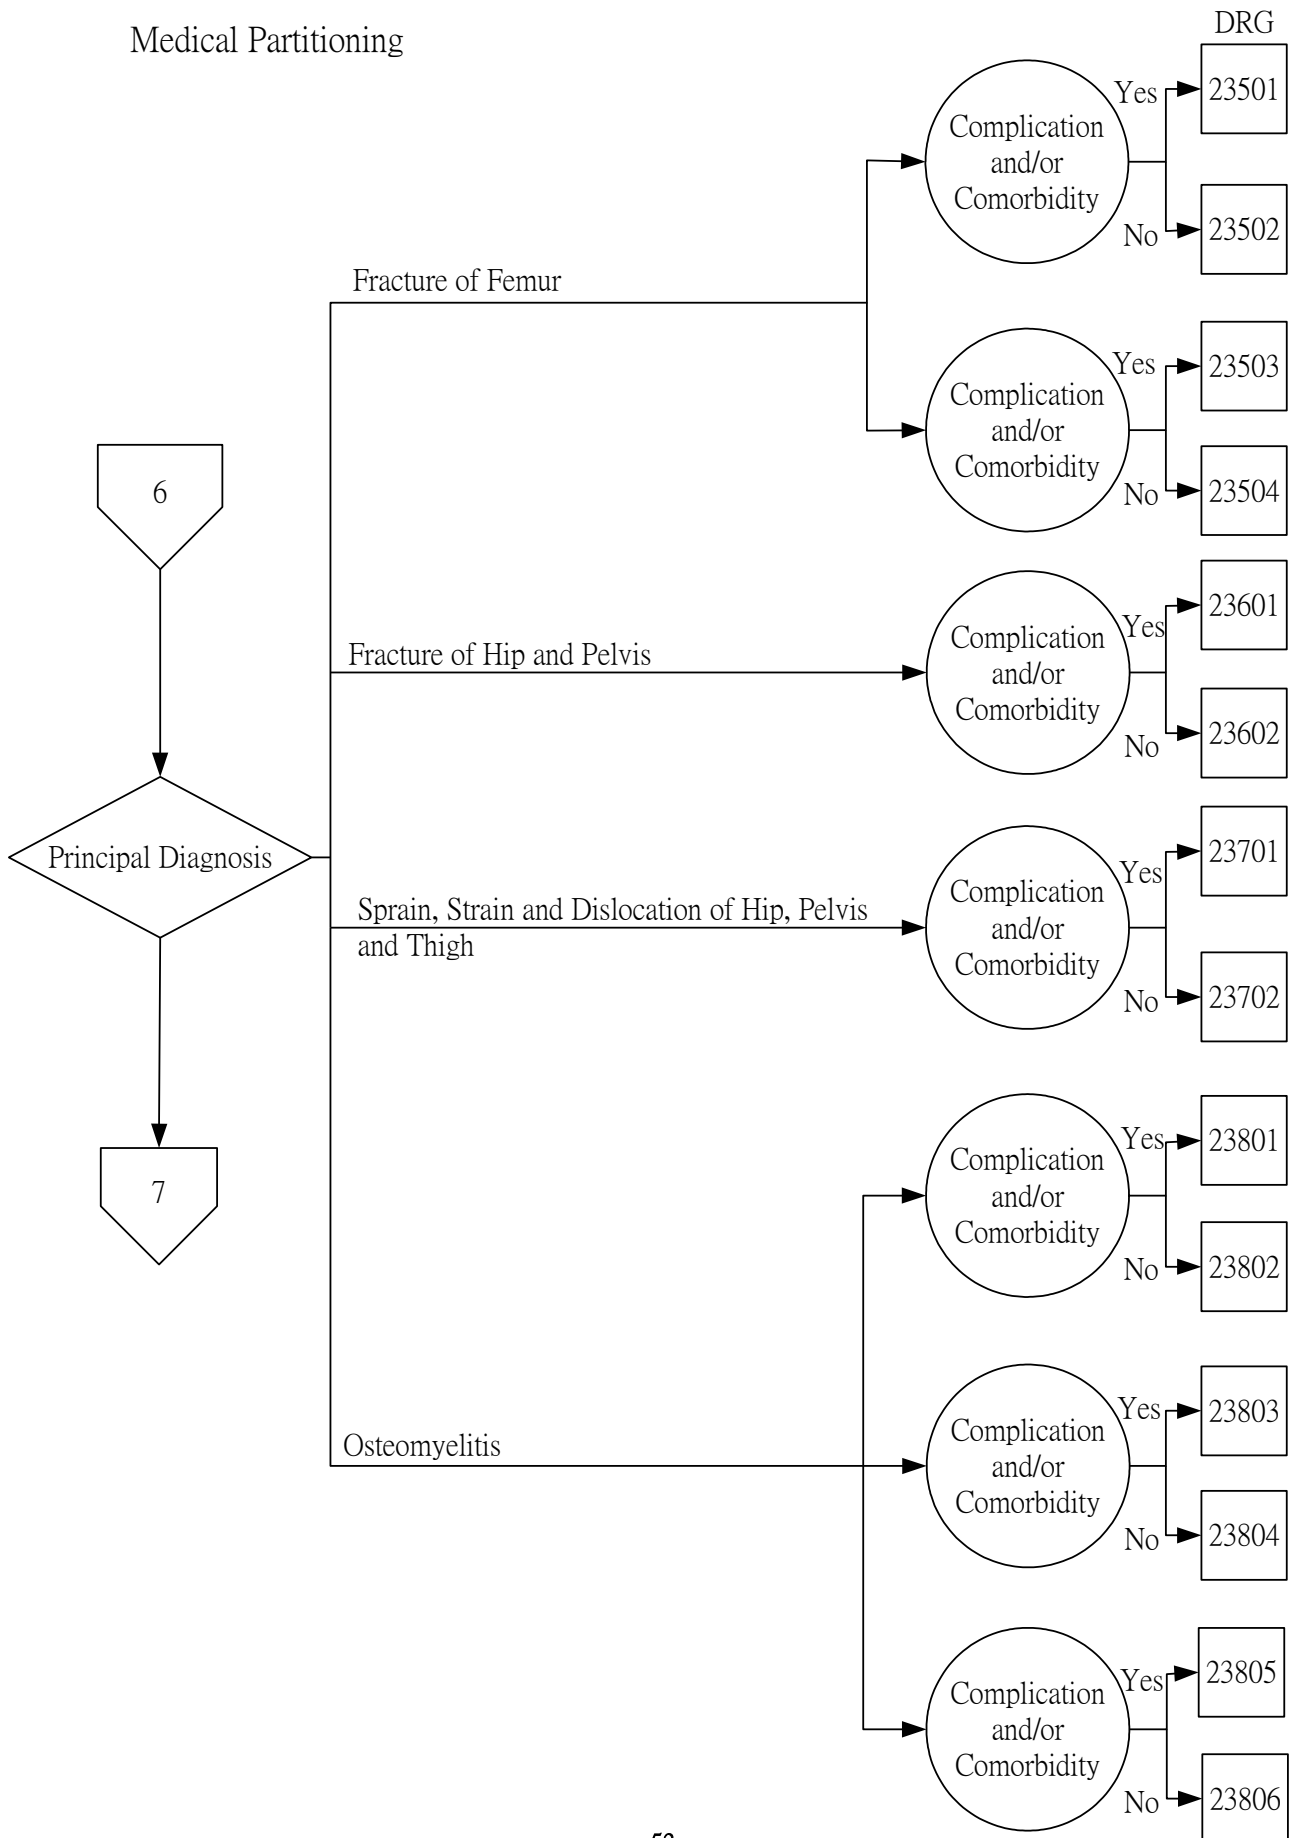 DRG
Medical Partitioning
Complication
and/or
Comorbidity
Yes
23501
No
23502
Fracture of Femur
Complication
and/or
Comorbidity
Yes
23503
No
23504
6
Fracture of Hip and Pelvis
Complication
and/or
Comorbidity
Yes
23601
No
23602
Principal Diagnosis
Sprain, Strain and Dislocation of Hip, Pelvis
and Thigh
Complication
and/or
Comorbidity
Yes
23701
No
23702
7
Complication
and/or
Comorbidity
Yes
23801
No
23802
Osteomyelitis
Complication
and/or
Comorbidity
Yes
23803
No
23804
Complication
and/or
Comorbidity
Yes
23805
No
23806